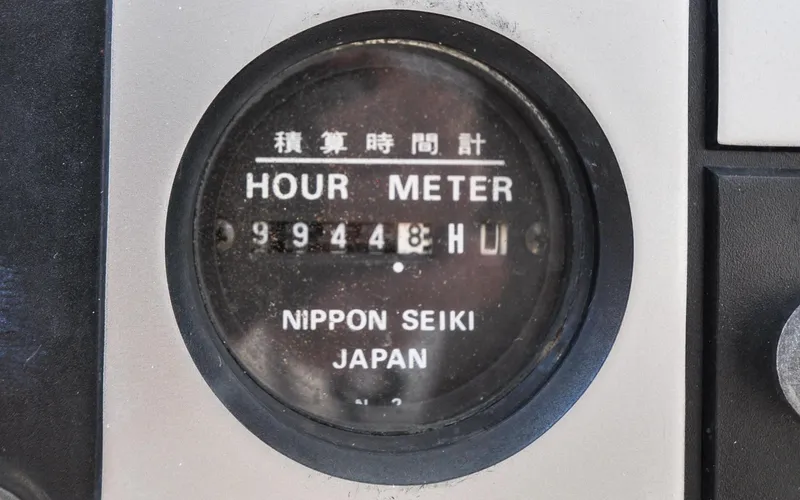 積算時間計
HOUR METER
99448 H
NIPPON SEIKI
JAPAN